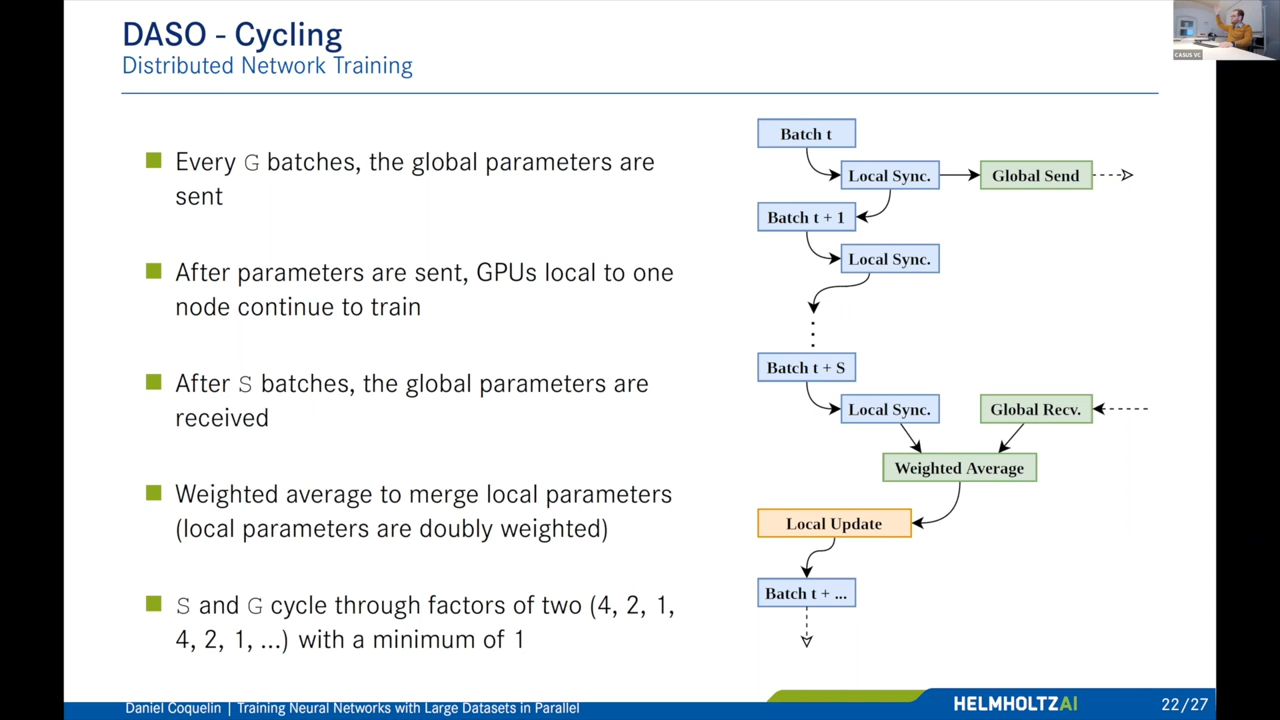 DASO - Cycling
Distributed Network Training
Every G batches, the global parameters are
sent
After parameters are sent, GPUs local to one
node continue to train
After S batches, the global parameters are
received
Weighted average to merge local parameters
(local parameters are doubly weighted)
S and G cycle through factors of two (4, 2, 1,
4, 2, 1, ...) with a minimum of 1
Batch t
Local Sync.
Global Send
Batch t + 1
Local Sync.
Batch t + S
Local Sync.
Global Recv.
Weighted Average
Local Update
Batch t + ...
CASUS VC
Daniel Coquelin | Training Neural Networks with Large Datasets in Parallel
HELMHOLTZAI
22/27